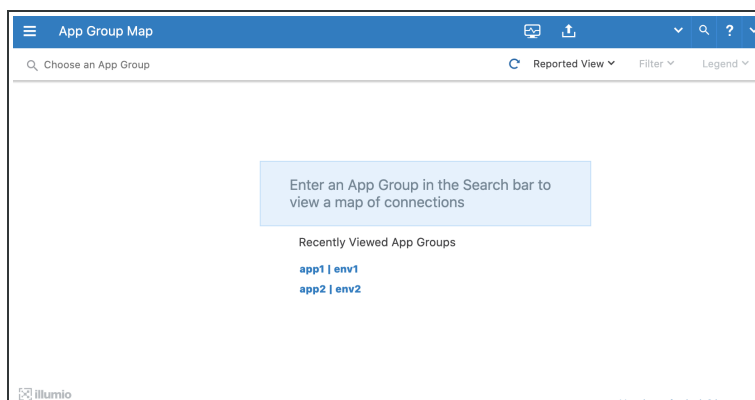 App Group Map
?
Choose an App Group
Reported View
Filter
Legend
Enter an App Group in the Search bar to
view a map of connections
Recently Viewed App Groups
app1 | env1
app2 | env2
illumio